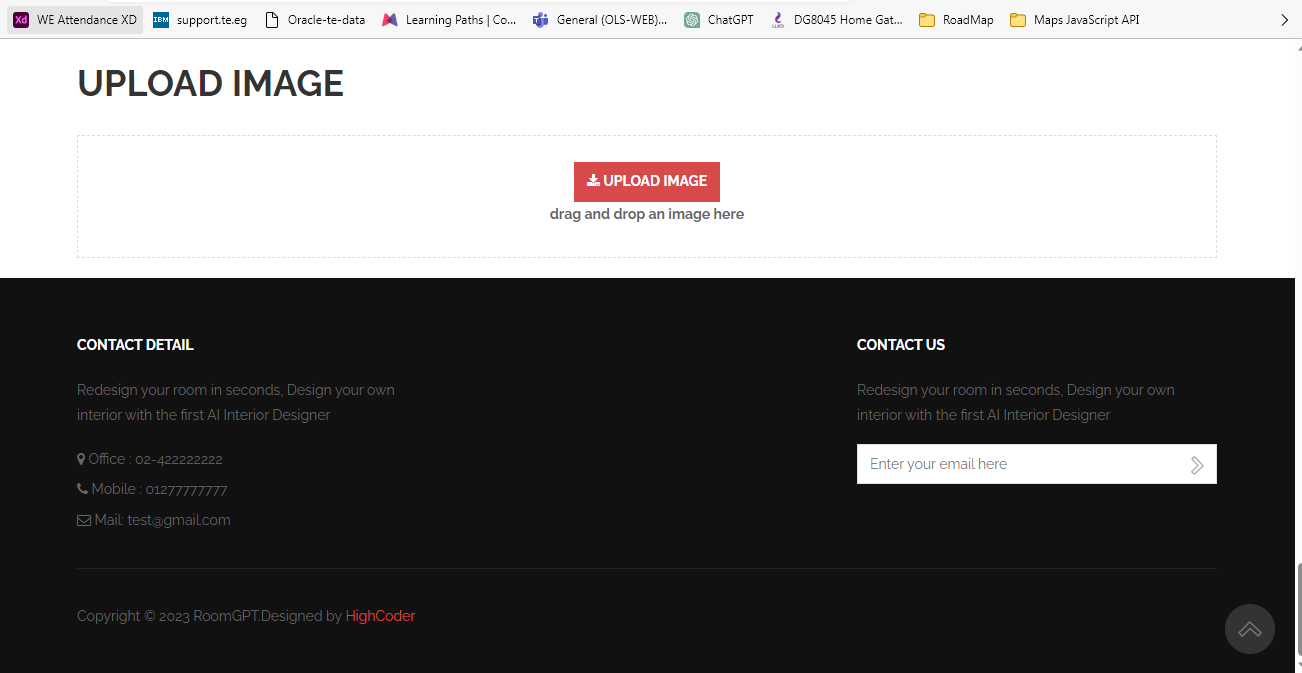 WE Attendance XD
support.te.eg
Oracle-te-data
Learning Paths | Co...
General (OLS-WEB)...
ChatGPT
DG8045 Home Gat...
RoadMap
Maps JavaScript API
UPLOAD IMAGE
UPLOAD IMAGE
drag and drop an image here
CONTACT DETAIL
Redesign your room in seconds, Design your own
interior with the first AI Interior Designer
Office : 02-422222222
Mobile : 01277777777
Mail: test@gmail.com
CONTACT US
Redesign your room in seconds, Design your own
interior with the first AI Interior Designer
Enter your email here
Copyright © 2023 RoomGPT.Designed by HighCoder